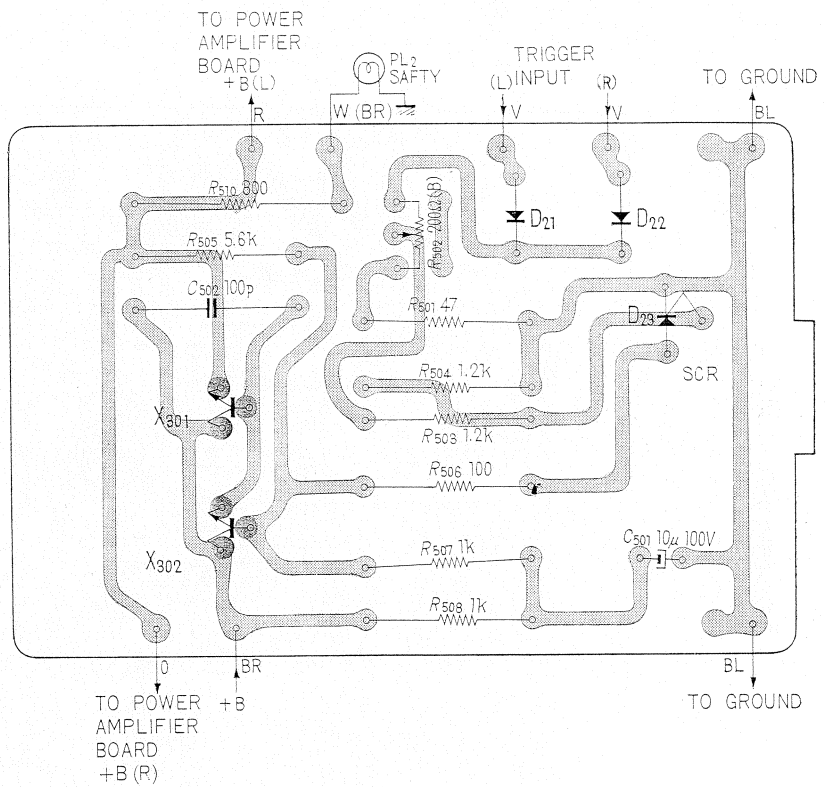 TO POWER
AMPLIFIER
BOARD
+B(L)
R
PL2
SAFTY
W (BR)
TRIGGER
INPUT
(L)
(R)
V
V
TO GROUND
BL
R510 800
R505 5.6k
C502 100p
R502 200Ω(B)
D21
D22
R501 47
D23
SCR
R504 1.2k
R503 1.2k
X301
R506 100
X302
R507 1k
C501 10μ 100V
R508 1k
O
BR
BL
TO POWER
AMPLIFIER
BOARD
+B (R)
+B
TO GROUND